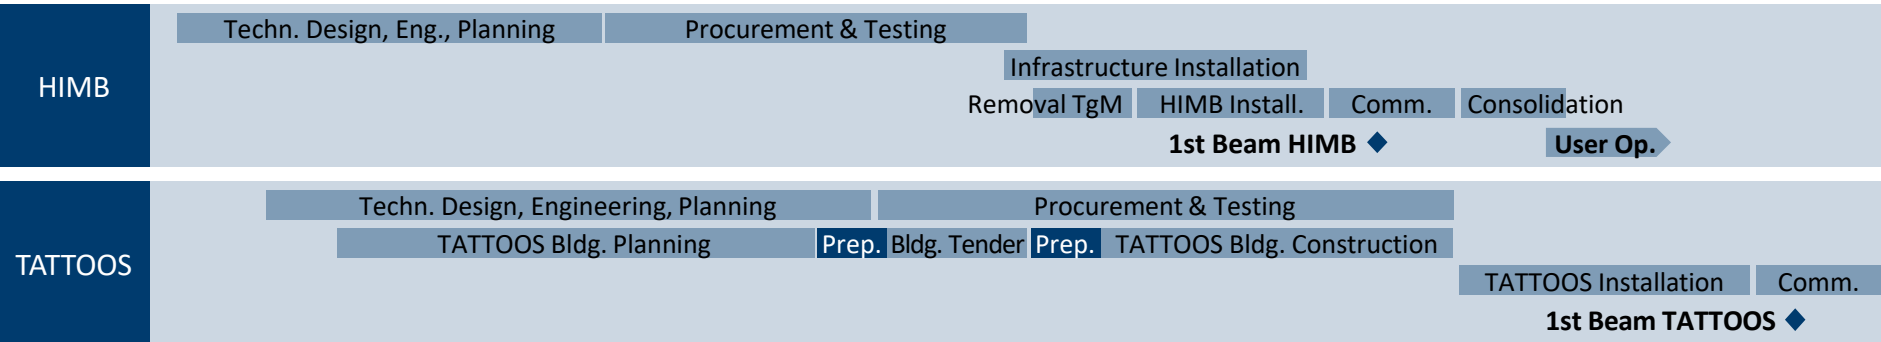 HIMB
Techn. Design, Eng., Planning
Procurement & Testing
Infrastructure Installation
Removal TgM
HIMB Install.
Comm.
Consolidation
1st Beam HIMB
User Op.
TATTOOS
Techn. Design, Engineering, Planning
Procurement & Testing
TATTOOS Bldg. Planning
Prep.
Bldg. Tender
Prep.
TATTOOS Bldg. Construction
TATTOOS Installation
Comm.
1st Beam TATTOOS